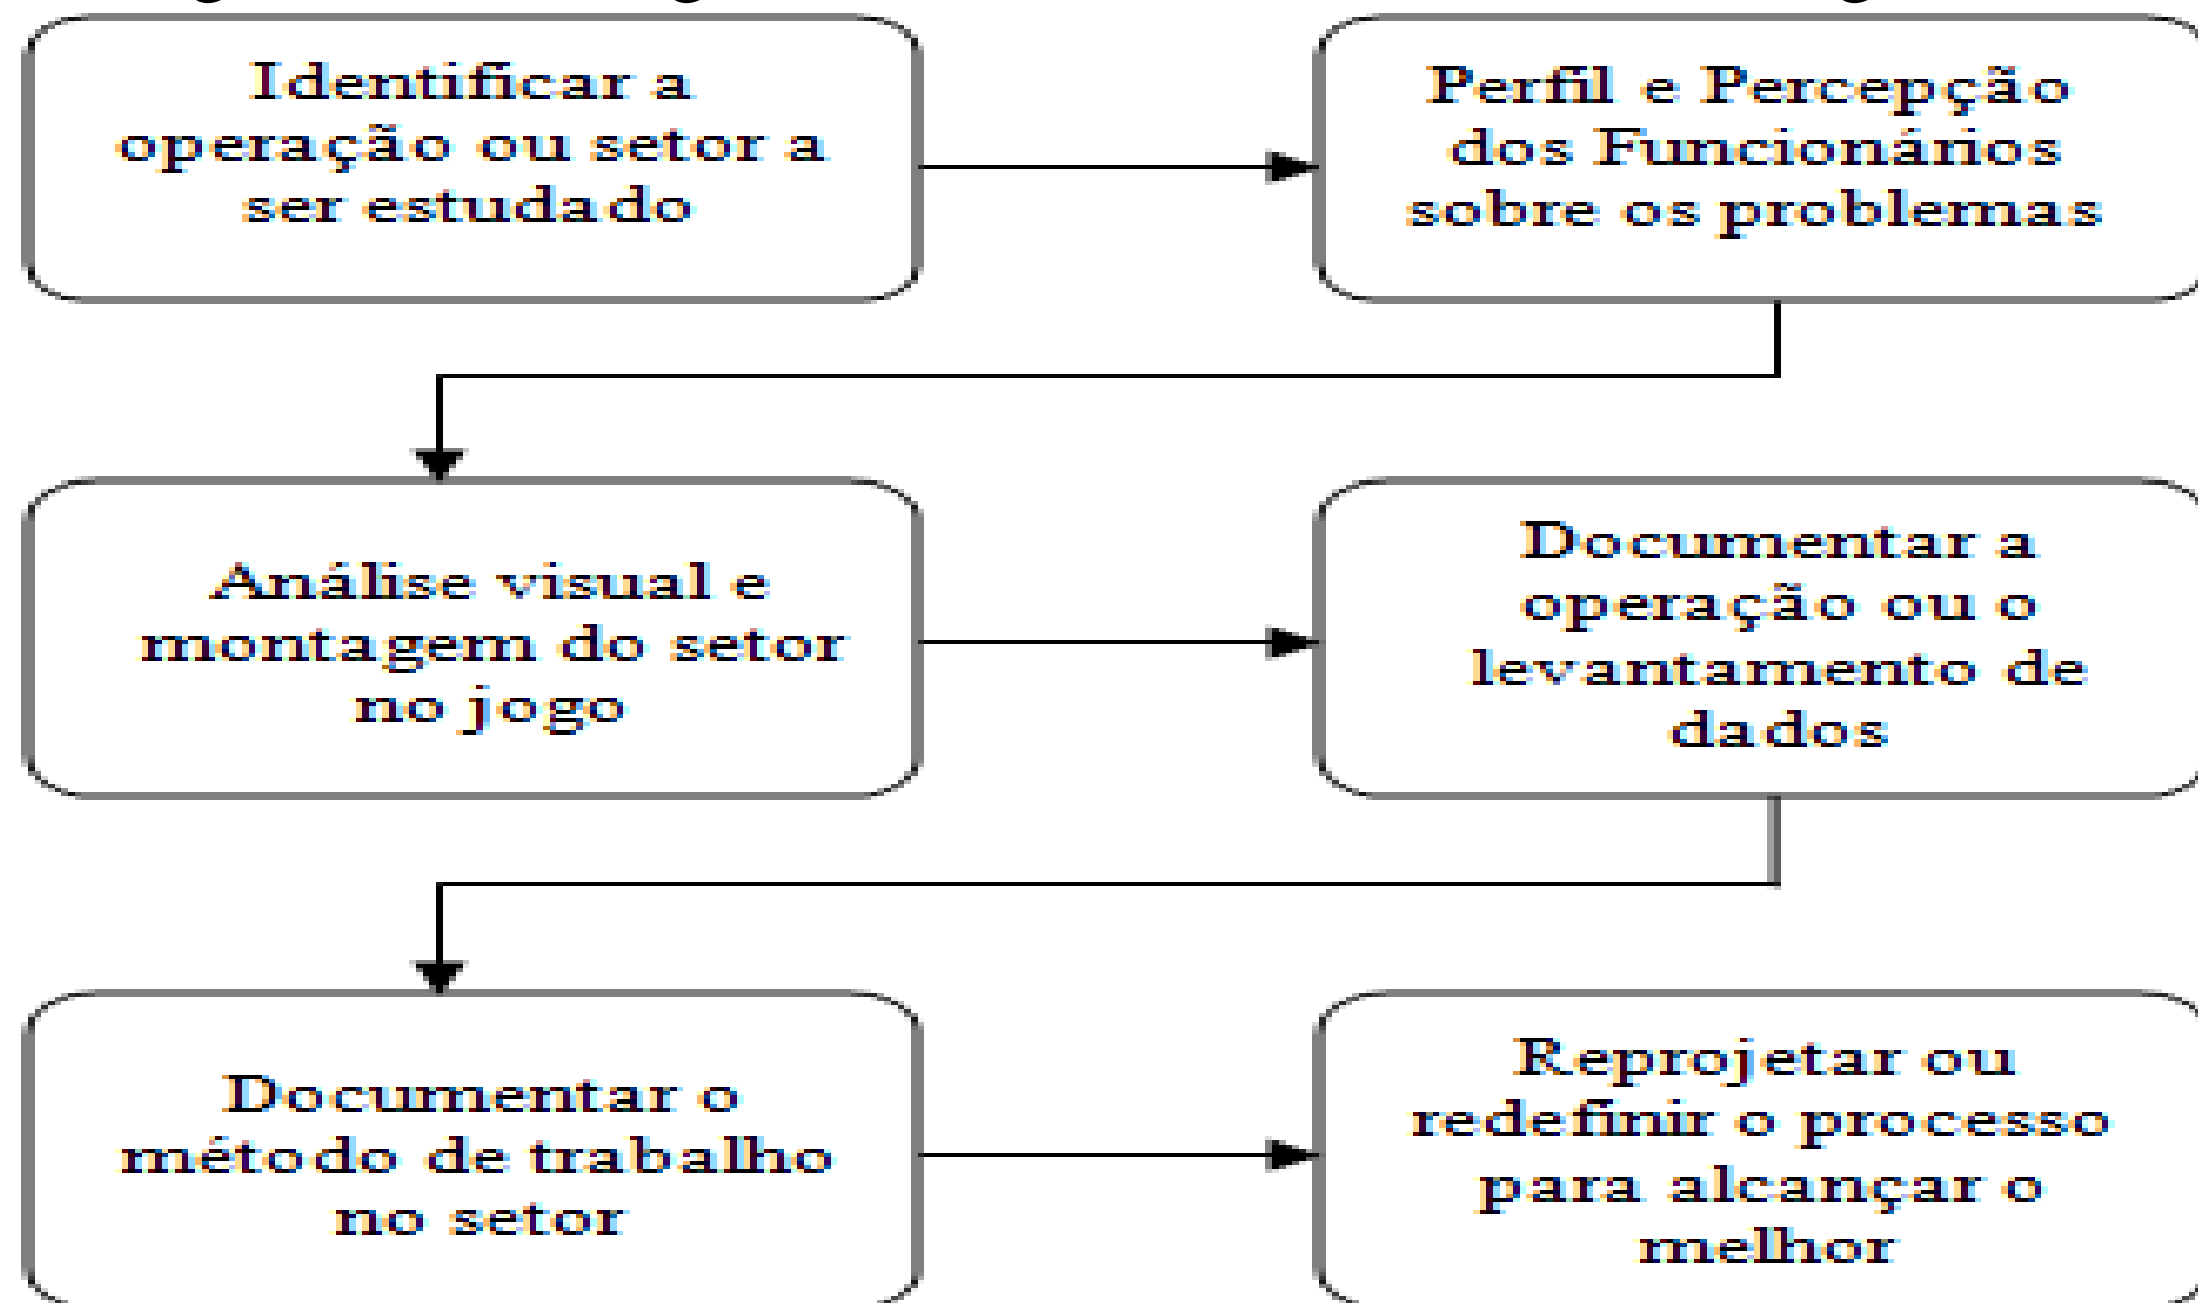 Identificar a
operação ou setor a
ser estudado
Perfil e Percepção
dos Funcionários
sobre os problemas
Análise visual e
montagem do setor
no jogo
Documentar a
operação ou o
levantamento de
dados
Documentar o
método de trabalho
no setor
Reprojetar ou
redefinir o processo
para alcançar o
melhor